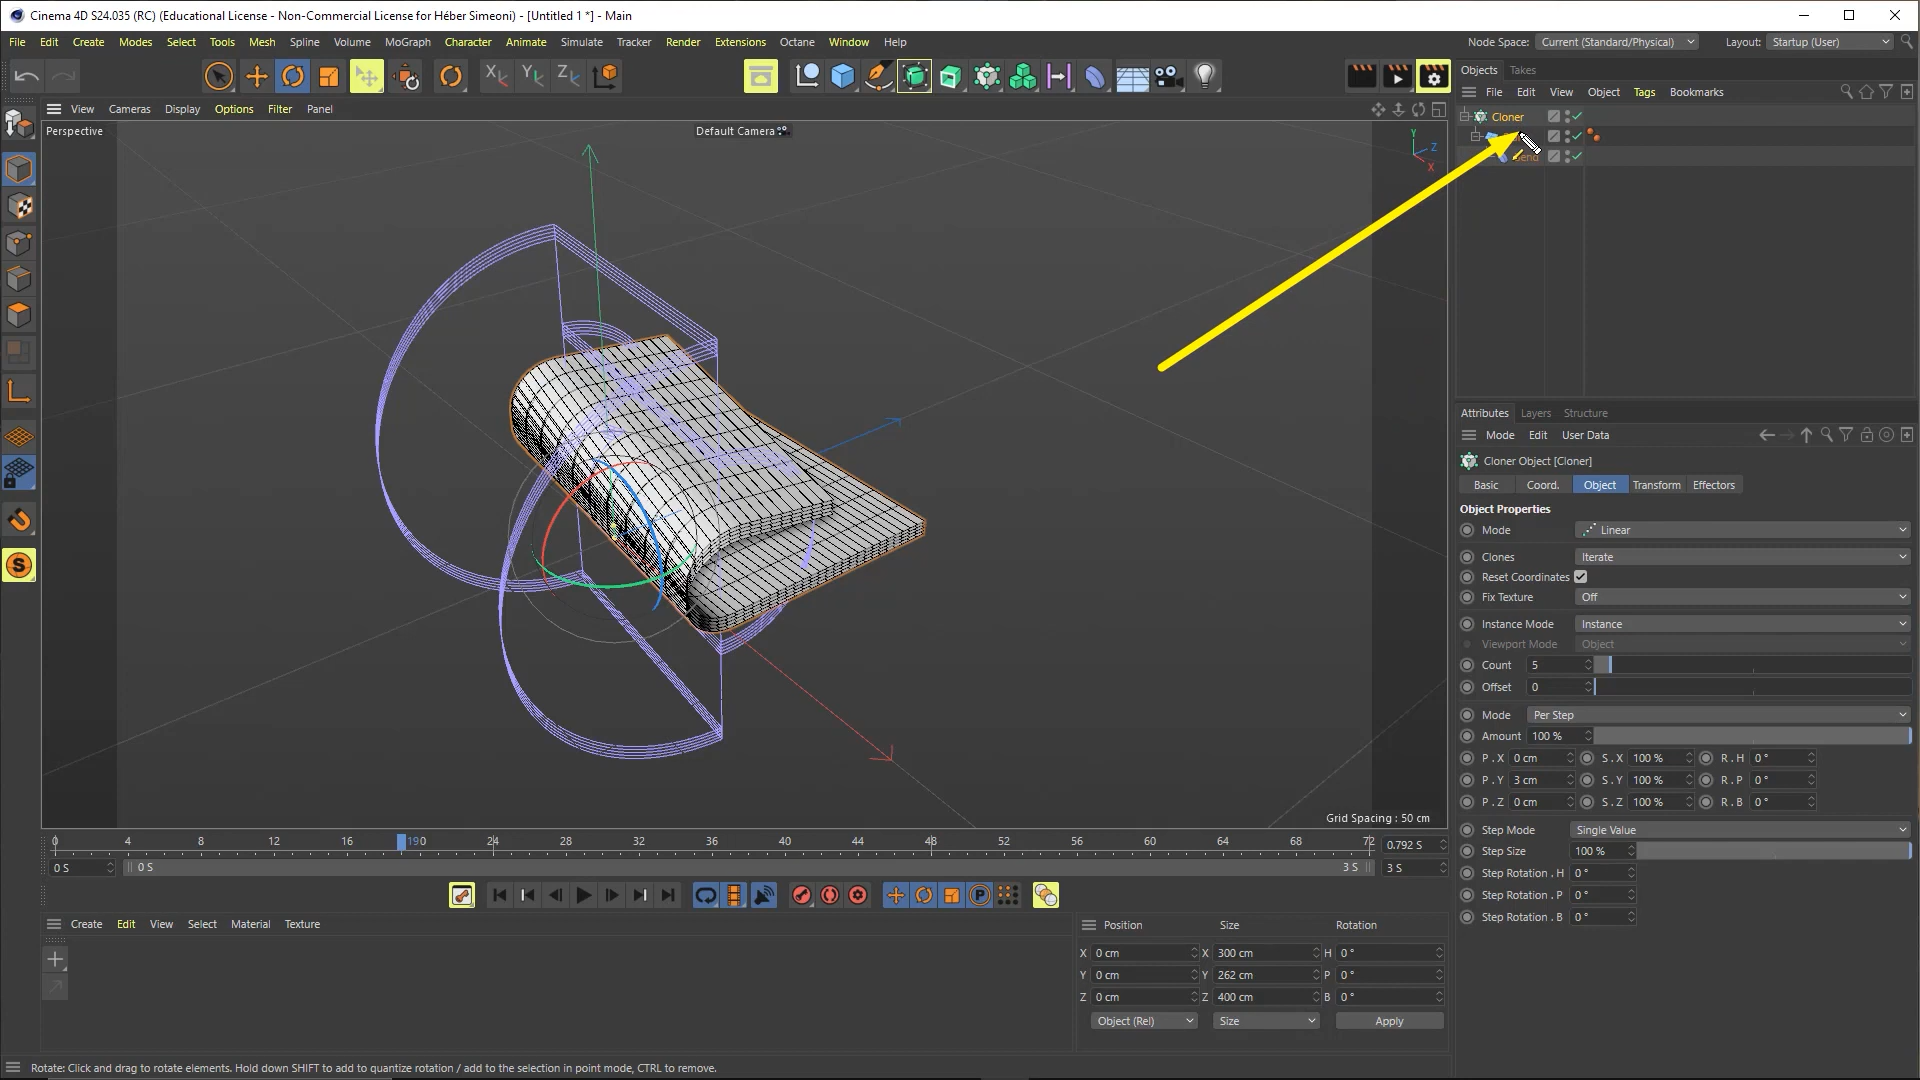 Cinema 4D S24.035 (RC) (Educational License - Non-Commercial License for Héber Simeoni) - [Untitled 1 *] - Main
File Edit Create Modes Select Tools Mesh Spline Volume MoGraph Character Animate Simulate Tracker Render Extensions Octane Window Help
Node Space: Current (Standard/Physical) Layout: Startup (User)
X Y Z
Objects Takes
File Edit View Object Tags Bookmarks
View Cameras Display Options Filter Panel
Perspective
Default Camera
Y
Z
X
Cloner
Attributes Layers Structure
Mode Edit User Data
Cloner Object [Cloner]
Basic Coord. Object Transform Effectors
Object Properties
Mode Linear
Clones Iterate
Reset Coordinates
Fix Texture Off
Instance Mode Instance
Viewport Mode Object
Count 5
Offset 0
Mode Per Step
Amount 100 %
P . X 0 cm S . X 100 % R . H 0 °
P . Y 3 cm S . Y 100 % R . P 0 °
P . Z 0 cm S . Z 100 % R . B 0 °
Step Mode Single Value
Step Size 100 %
Step Rotation . H 0 °
Step Rotation . P 0 °
Step Rotation . B 0 °
Grid Spacing : 50 cm
0 4 8 12 16 190 24 28 32 36 40 44 48 52 56 60 64 68 72
0.792 S
0 S 0 S 3 S 3 S
Create Edit View Select Material Texture
Position Size Rotation
X 0 cm X 300 cm H 0 °
Y 0 cm Y 262 cm P 0 °
Z 0 cm Z 400 cm B 0 °
Object (Rel) Size Apply
Rotate: Click and drag to rotate elements. Hold down SHIFT to add to quantize rotation / add to the selection in point mode, CTRL to remove.